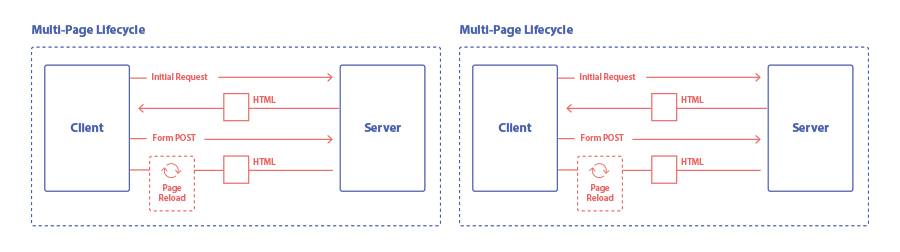 Multi-Page Lifecycle
Initial Request
HTML
Client
Server
Form POST
HTML
Page
Reload
Multi-Page Lifecycle
Initial Request
HTML
Client
Server
Form POST
HTML
Page
Reload